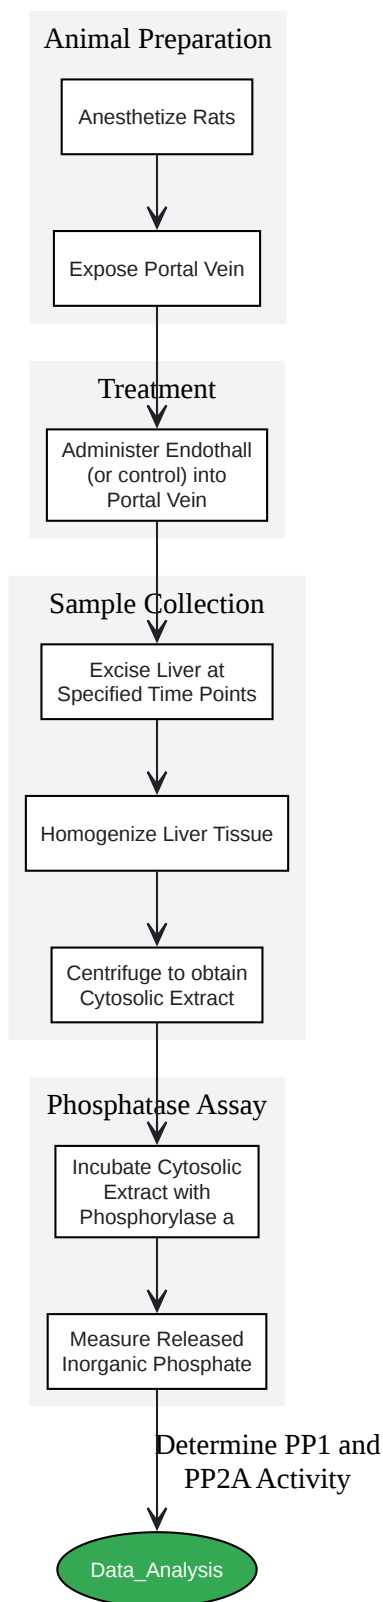 Animal Preparation
Anesthetize Rats
Expose Portal Vein
Treatment
Administer Endothall
(or control) into
Portal Vein
Sample Collection
Excise Liver at
Specified Time Points
Homogenize Liver Tissue
Centrifuge to obtain
Cytosolic Extract
Phosphatase Assay
Incubate Cytosolic
Extract with
Phosphorylase a
Measure Released
Inorganic Phosphate
Determine PP1 and
PP2A Activity
Data_Analysis